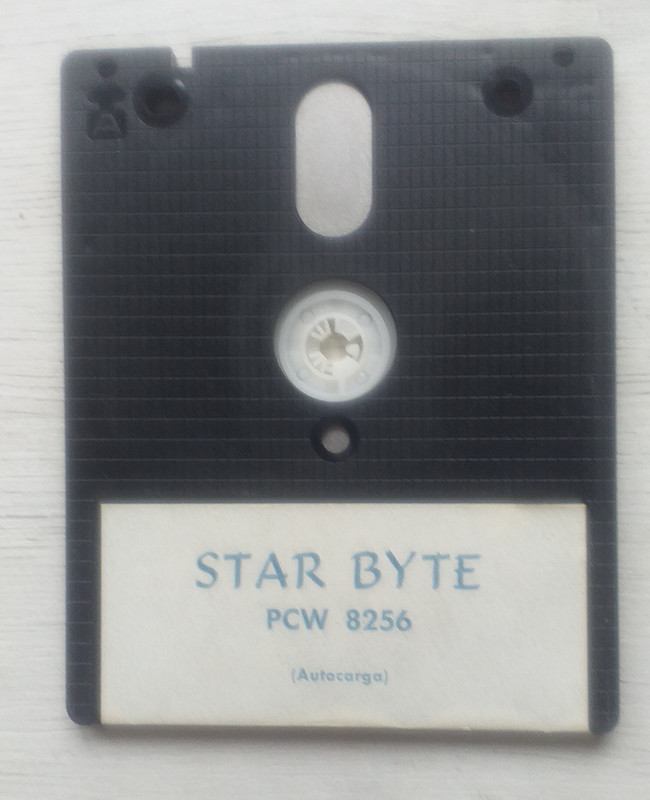 A
STAR BYTE
PCW 8256
(Autocarga)